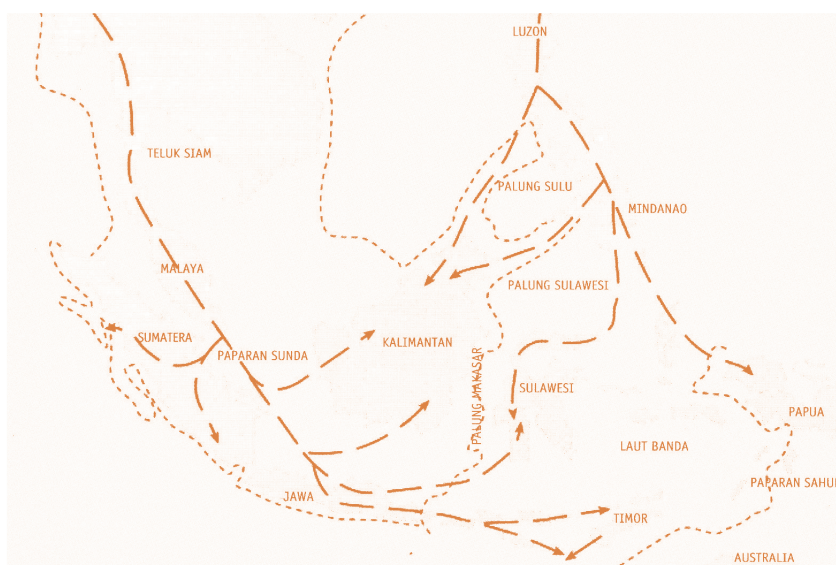 LUZON
TELUK SIAM
PALUNG SULU
MINDANAO
MALAYA
PALUNG SULAWESI
SUMATERA
KALIMANTAN
PAPARAN SUNDA
PALUNG MAKASAR
SULAWESI
PAPUA
LAUT BANDA
PAPARAN SAHUL
JAWA
TIMOR
AUSTRALIA